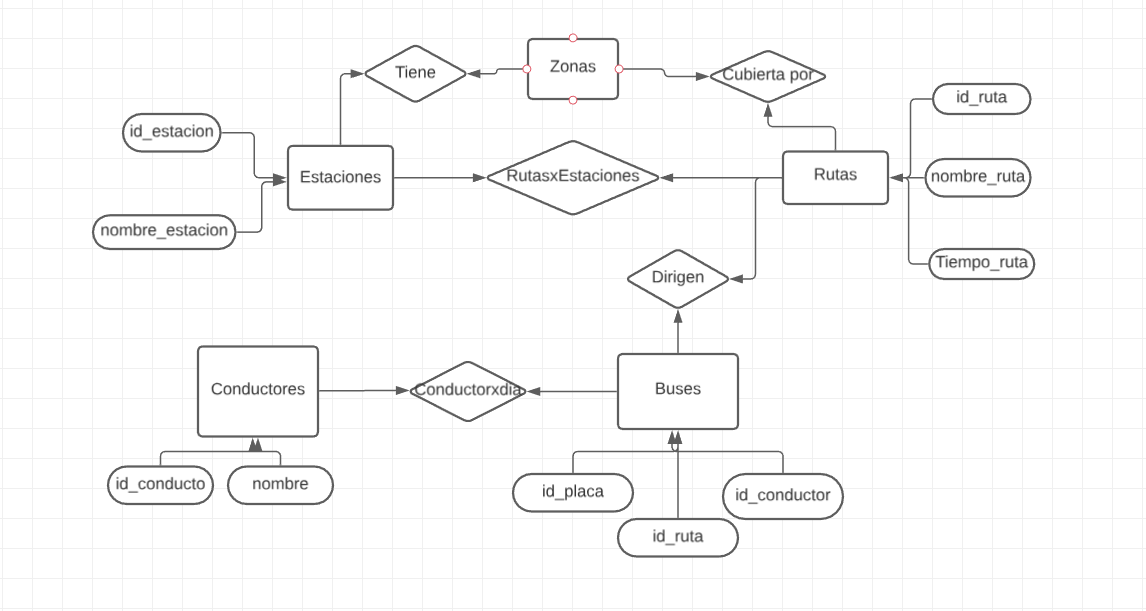 Tiene
Zonas
Cubierta por
id_ruta
id_estacion
Estaciones
RutasxEstaciones
Rutas
nombre_ruta
nombre_estacion
Tiempo_ruta
Dirigen
Conductores
Conductorxdia
Buses
id_conducto
nombre
id_placa
id_conductor
id_ruta